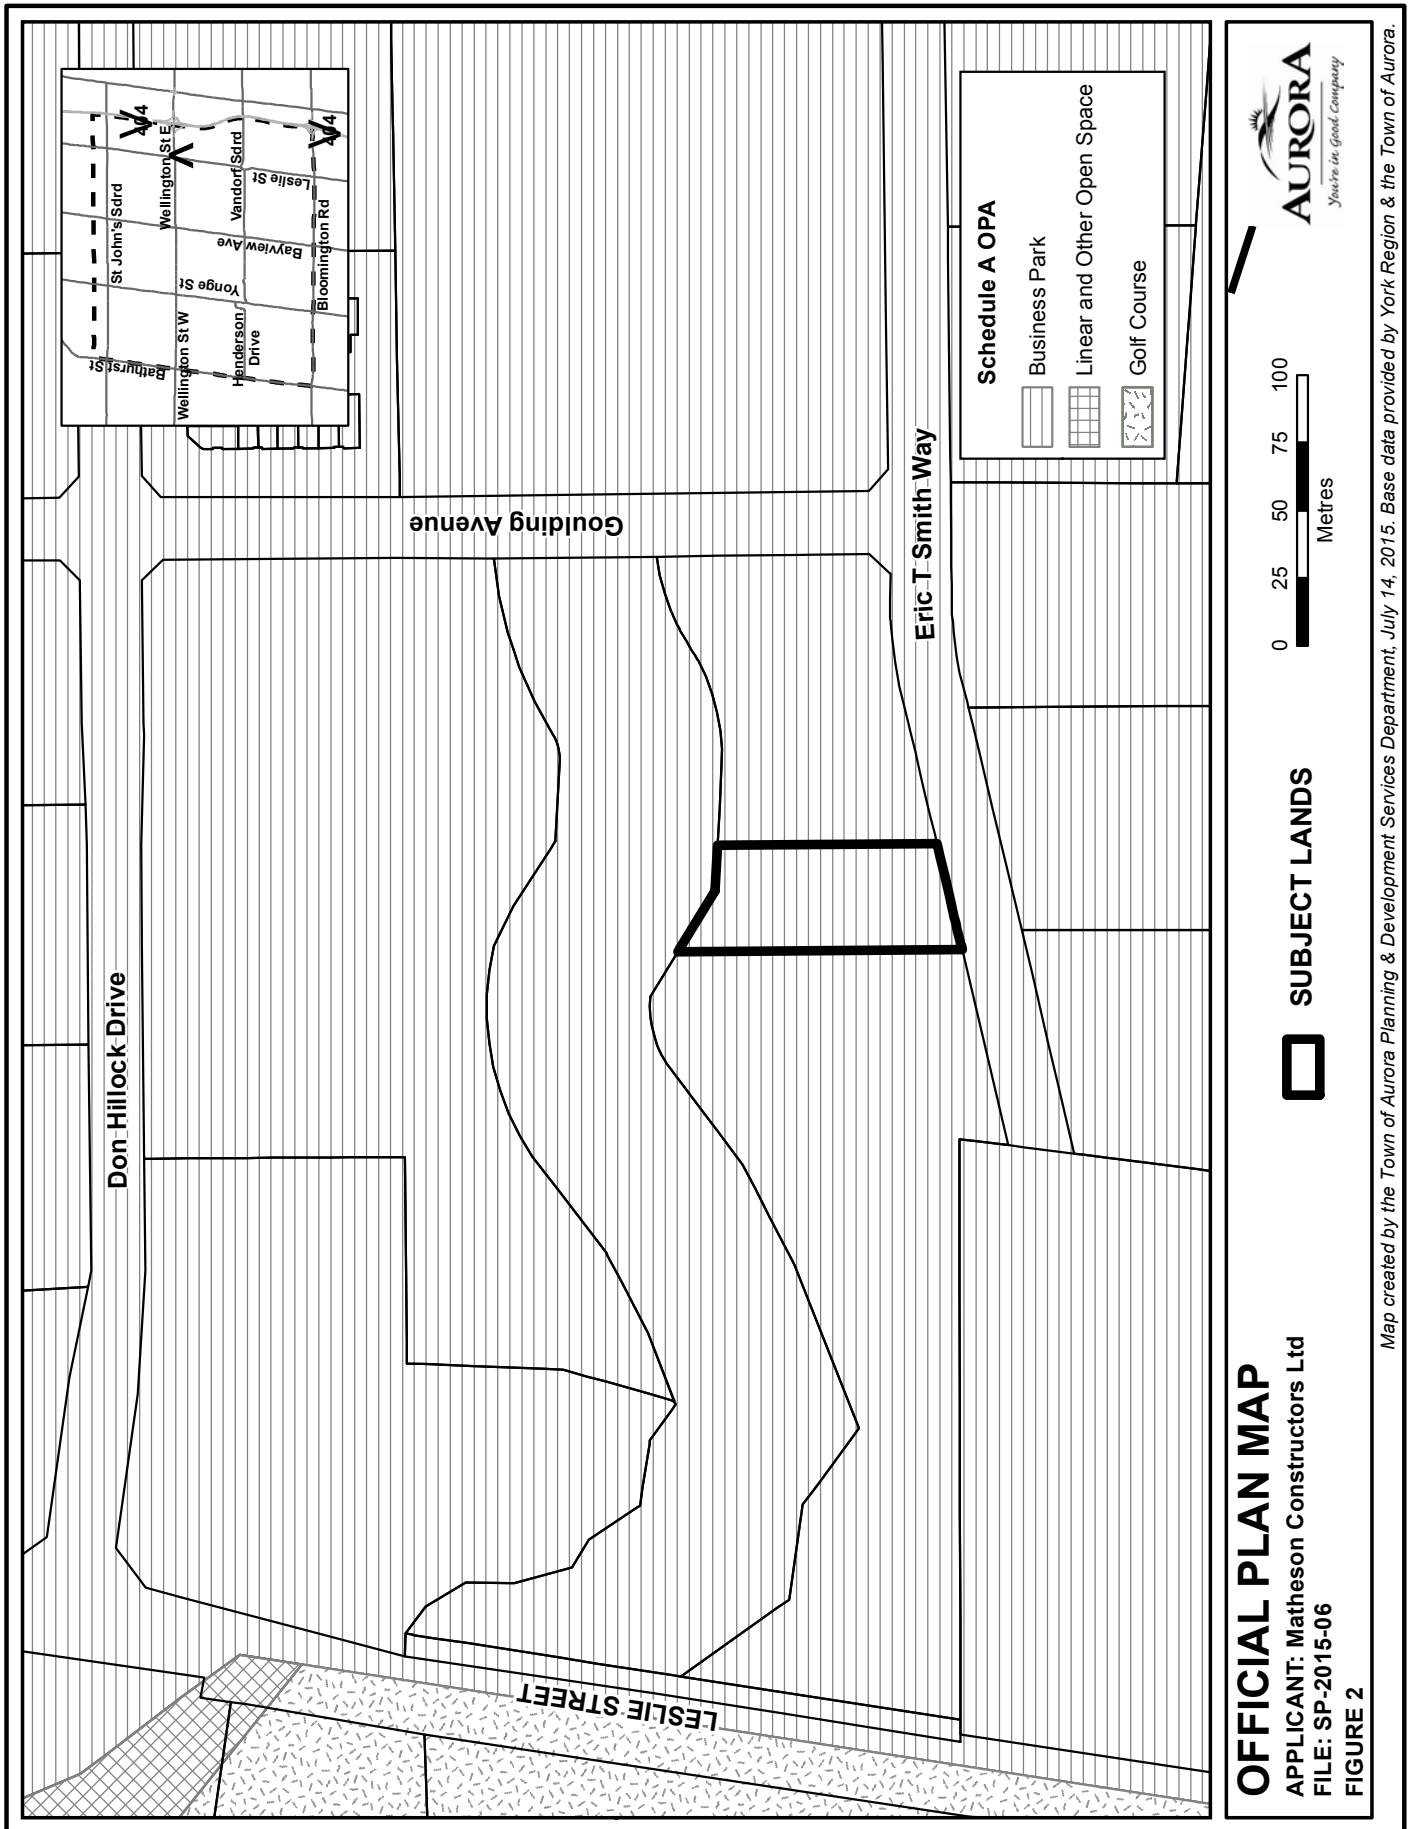 St John's Sdrd
Wellington St E
Vandorf Sdrd
Leslie St
Bayview Ave
Yonge St
Bathurst St
Wellington St W
Henderson
Drive
Bloomington Rd
404
404
Don Hillock Drive
Goulding Avenue
Eric T Smith Way
LESLIE STREET
Schedule A OPA
Business Park
Linear and Other Open Space
Golf Course
OFFICIAL PLAN MAP
APPLICANT: Matheson Constructors Ltd
FILE: SP-2015-06
FIGURE 2
SUBJECT LANDS
0 25 50 75 100
Metres
AURORA
You're in Good Company
Map created by the Town of Aurora Planning & Development Services Department, July 14, 2015. Base data provided by York Region & the Town of Aurora.